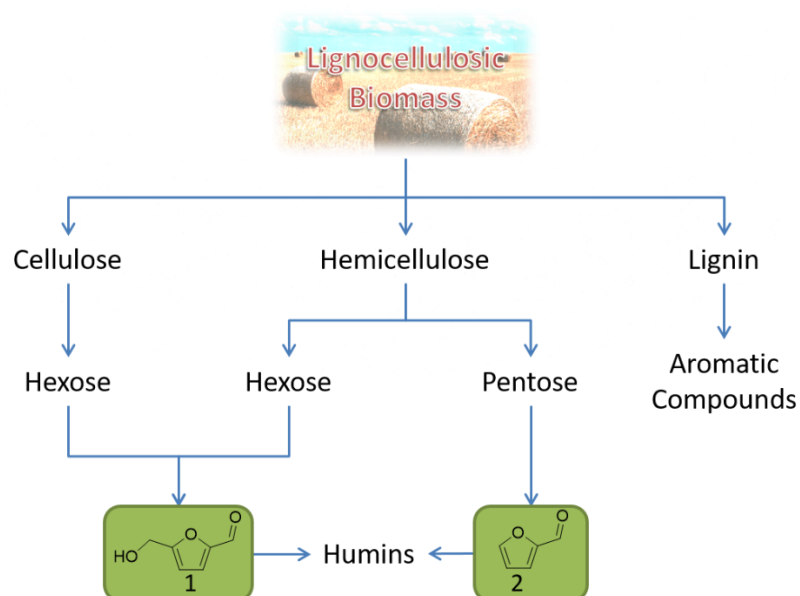 Lignocellulosic
Biomass
Cellulose
Hemicellulose
Lignin
Hexose
Hexose
Pentose
Aromatic
Compounds
O
O
HO
1
Humins
O
O
2